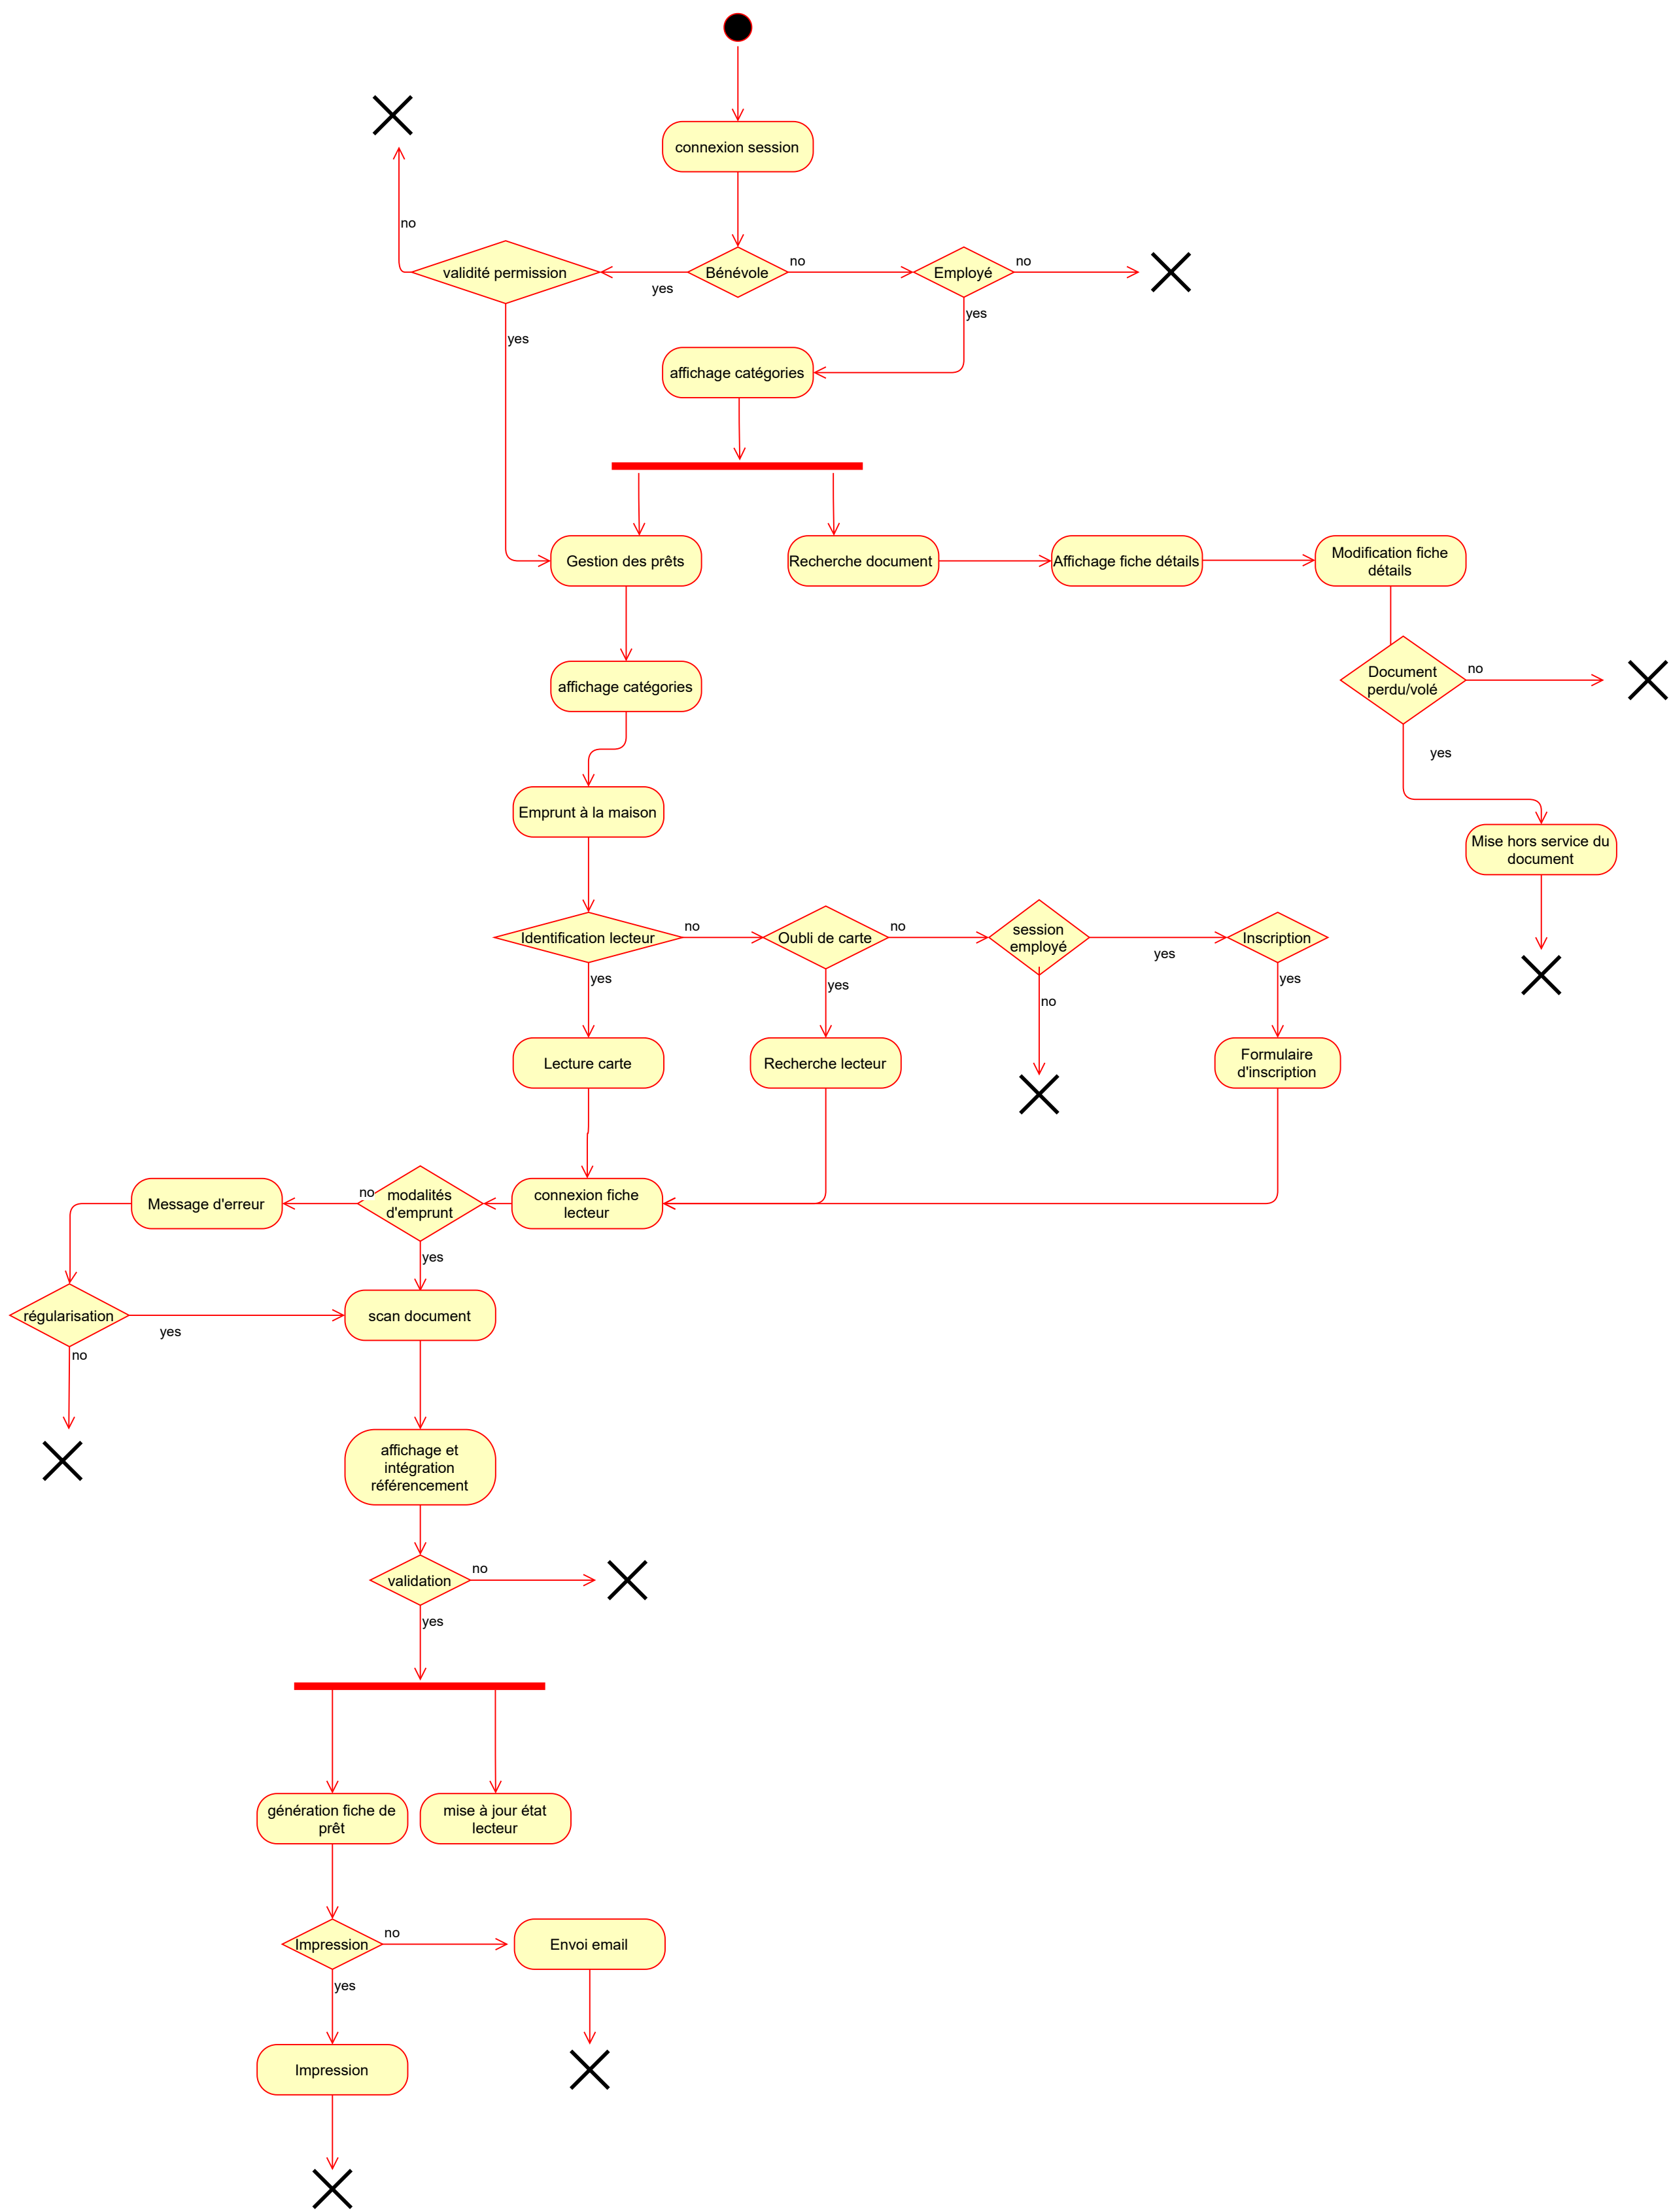 connexion session
no
validité permission
Bénévole
no
Employé
no
yes
yes
yes
affichage catégories
Gestion des prêts
Recherche document
Affichage fiche détails
Modification fiche
détails
affichage catégories
Document
perdu/volé
no
yes
Emprunt à la maison
Mise hors service du
document
Identification lecteur
no
Oubli de carte
no
session
employé
yes
Inscription
yes
yes
no
yes
Lecture carte
Recherche lecteur
Formulaire
d'inscription
Message d'erreur
no
modalités
d'emprunt
connexion fiche
lecteur
yes
régularisation
yes
no
scan document
affichage et
intégration
référencement
validation
no
yes
génération fiche de
prêt
mise à jour état
lecteur
Impression
no
Envoi email
yes
Impression